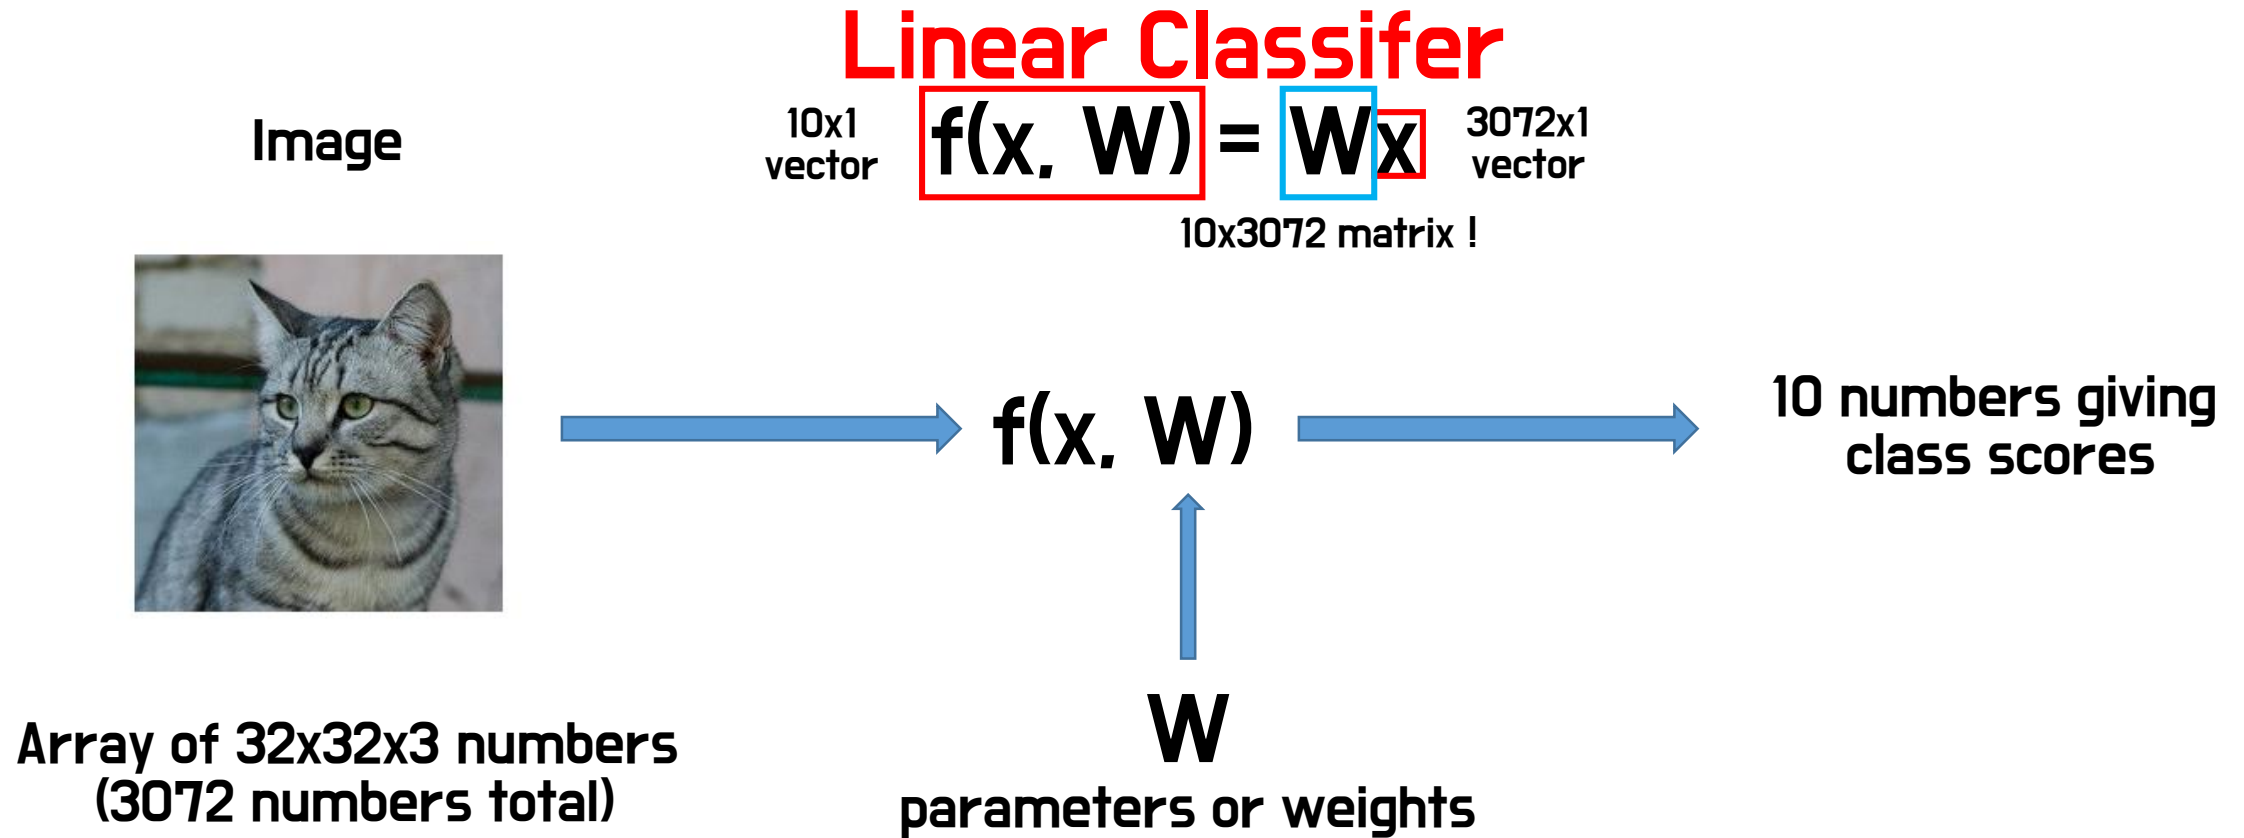 Linear Classifer
Image
10x1
vector
f(x, W) = Wx
3072x1
vector
10x3072 matrix !
f(x, W)
10 numbers giving
class scores
W
parameters or weights
Array of 32x32x3 numbers
(3072 numbers total)